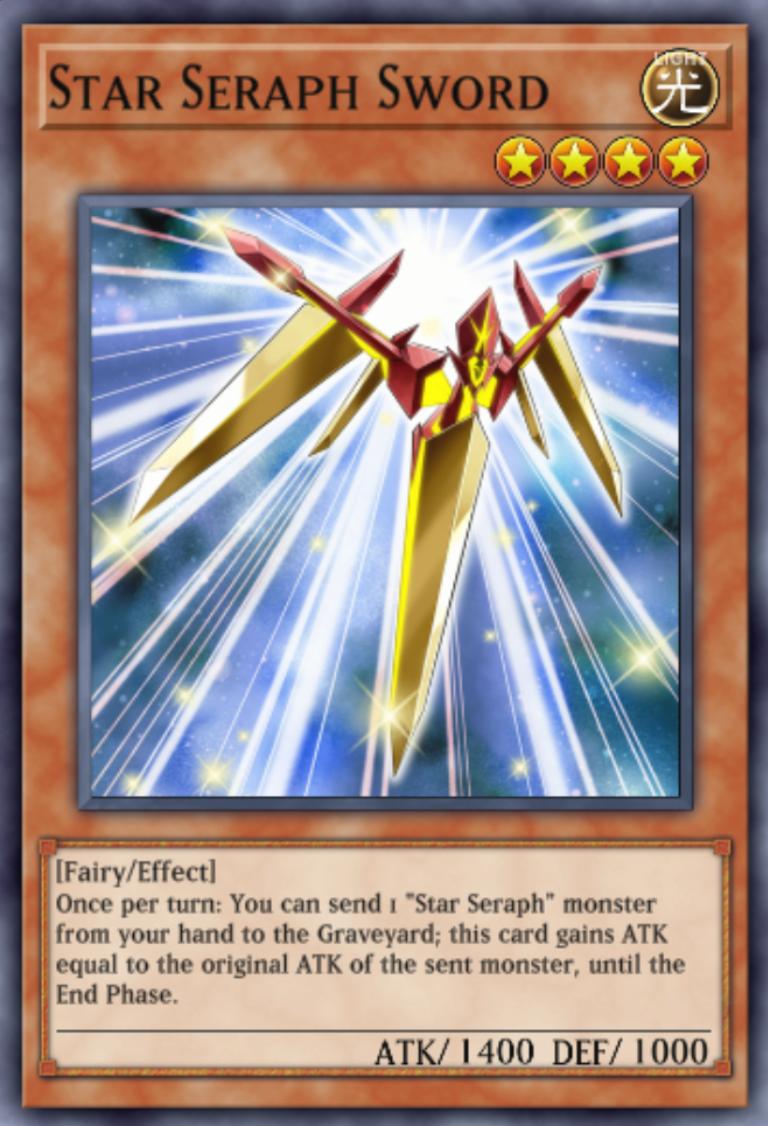 STAR SERAPH SWORD
LIGHT
光
[Fairy/Effect]
Once per turn: You can send 1 "Star Seraph" monster
from your hand to the Graveyard; this card gains ATK
equal to the original ATK of the sent monster, until the
End Phase.
ATK/ 1400 DEF/ 1000